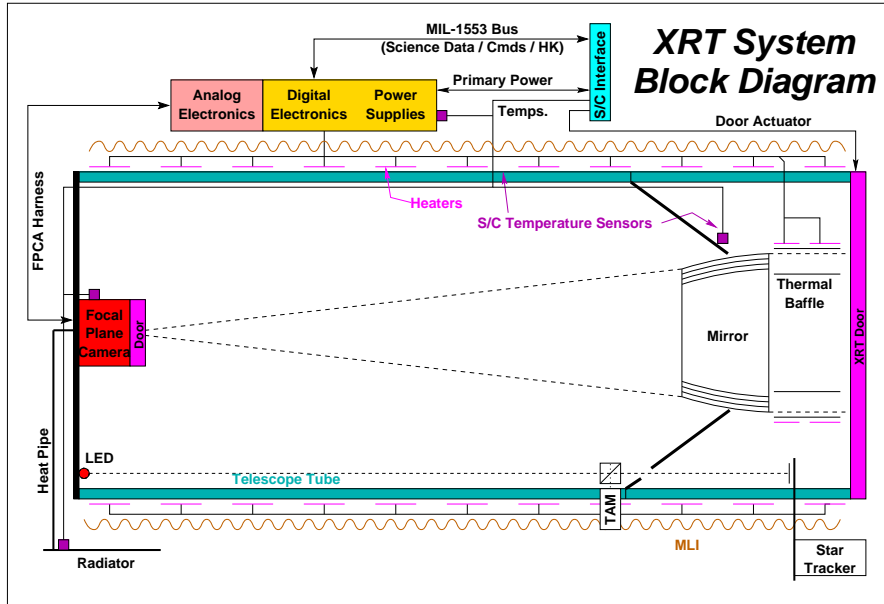 XRT System
Block Diagram
MIL-1553 Bus
(Science Data / Cmds / HK)
S/C Interface
Primary Power
Analog
Electronics
Digital
Electronics
Power
Supplies
Temps.
Door Actuator
FPCA Harness
Heaters
S/C Temperature Sensors
Thermal
Baffle
Focal
Plane
Camera
Door
Mirror
XRT Door
Heat Pipe
LED
Telescope Tube
TAM
MLI
Radiator
Star
Tracker